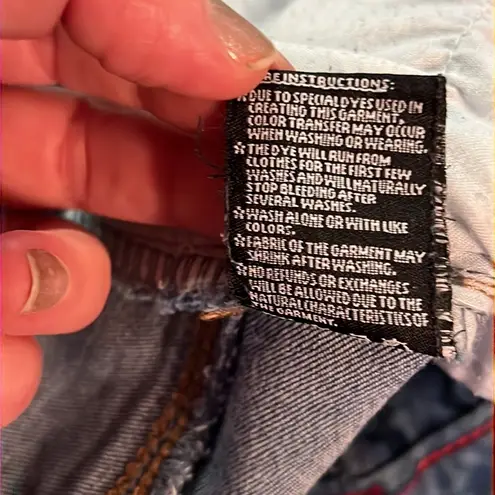 RE INSTRUCTIONS:
☆DUE TO SPECIAL DYES USED IN
CREATING THIS GARMENT,
COLOR TRANSFER MAY OCCUR
WHEN WASHING OR WEARING.
☆THE DYE WILL RUN FROM
CLOTHES FOR THE FIRST FEW
WASHES AND WILL NATURALLY
STOP BLEEDING AFTER
SEVERAL WASHES.
☆WASH ALONE OR WITH LIKE
COLORS.
☆FABRIC OF THE GARMENT MAY
SHRINK AFTER WASHING.
☆NO REFUNDS OR EXCHANGES
WILL BE ALLOWED DUE TO THE
NATURAL CHARACTERISTICS OF
THE GARMENT.